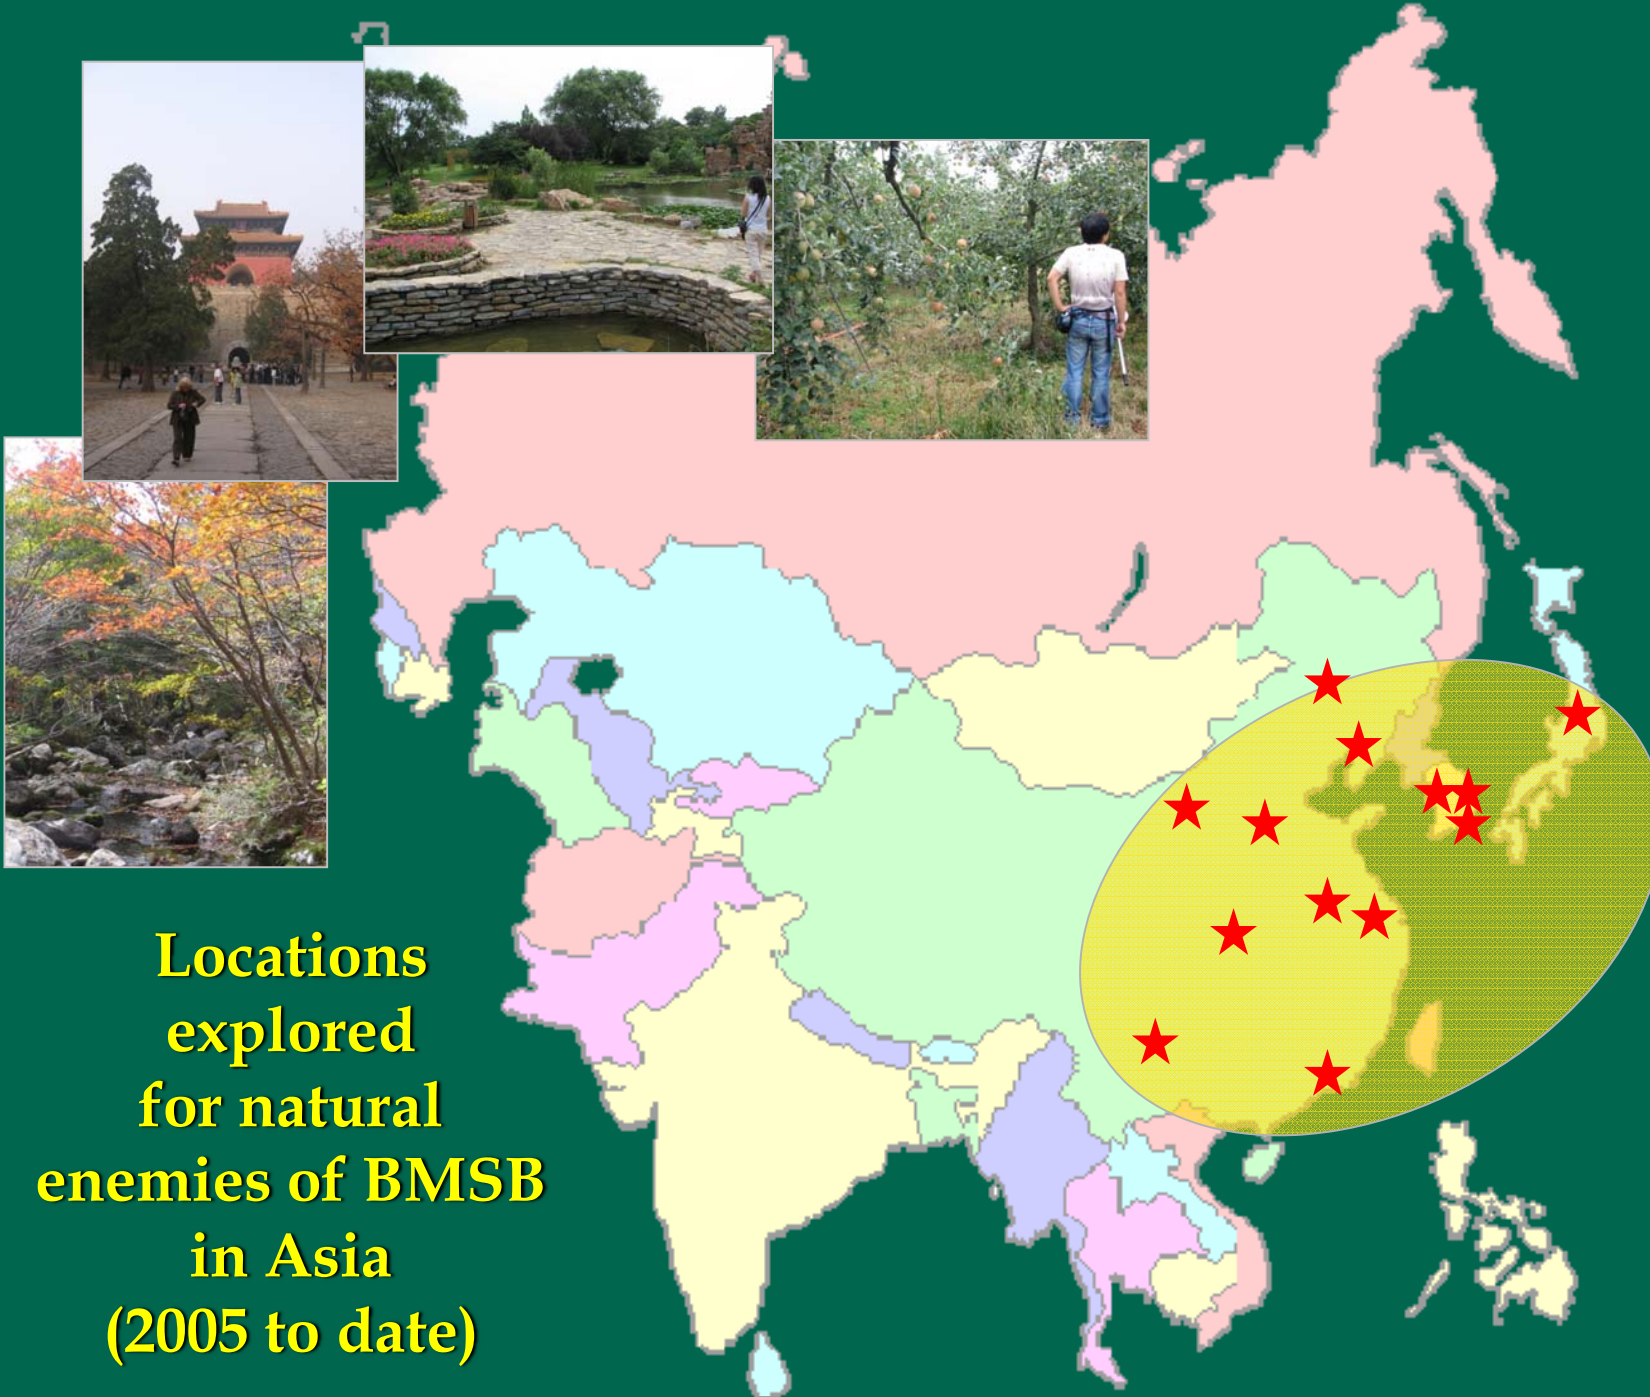 Locations
explored
for natural
enemies of BMSB
in Asia
(2005 to date)